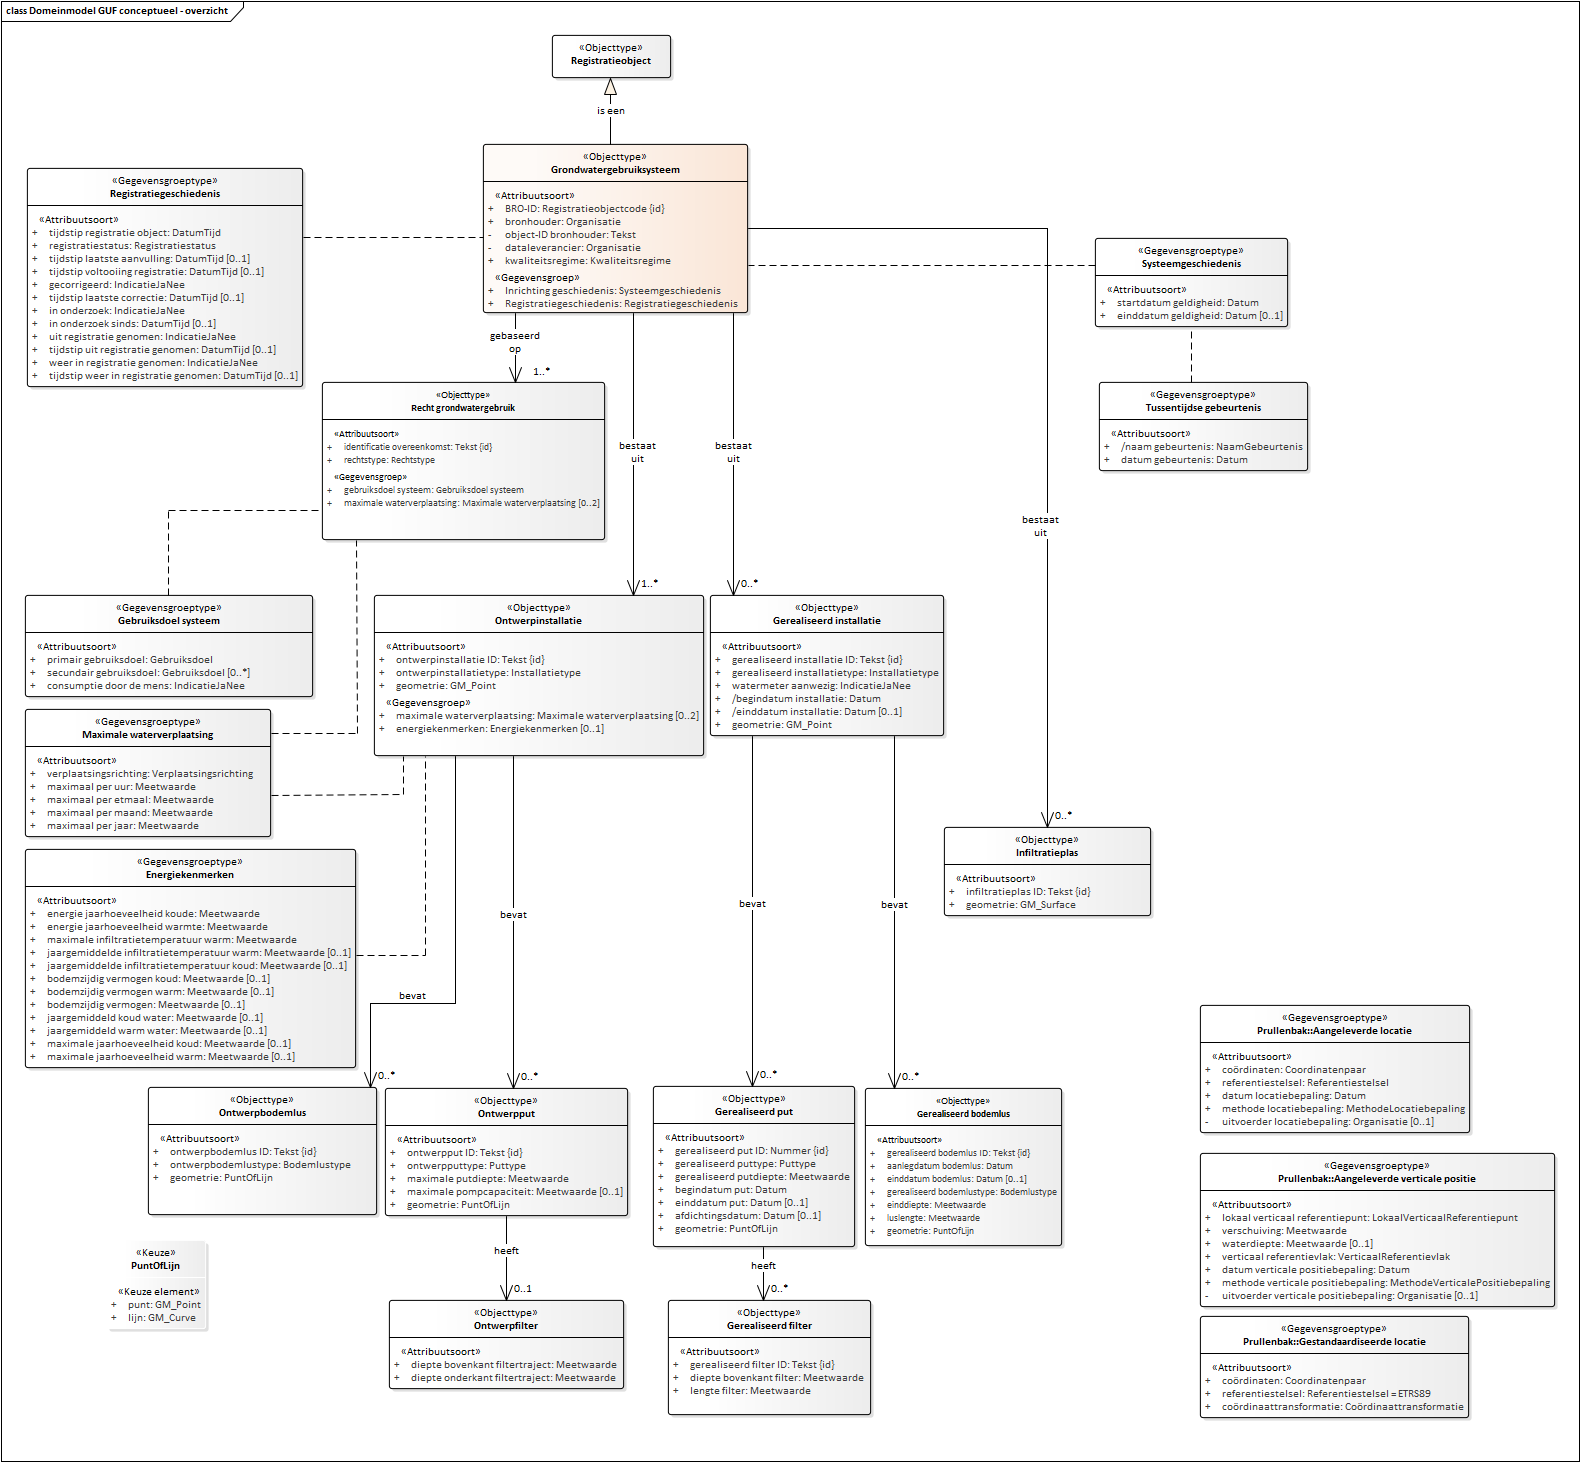 class Domeinmodel GUF conceptueel - overzicht
«Objecttype»
Registratieobject
is een
«Objecttype»
Grondwatergebruiksysteem
«Attribuutsoort»
+ BRO-ID: Registratieobjectcode {id}
+ bronhouder: Organisatie
- object-ID bronhouder: Tekst
- dataleverancier: Organisatie
+ kwaliteitsregime: Kwaliteitsregime
«Gegevensgroep»
+ Inrichting geschiedenis: Systeemgeschiedenis
+ Registratiegeschiedenis: Registratiegeschiedenis
«Gegevensgroeptype»
Registratiegeschiedenis
«Attribuutsoort»
+ tijdstip registratie object: DatumTijd
+ registratiestatus: Registratiestatus
+ tijdstip laatste aanvulling: DatumTijd [0..1]
+ tijdstip voltooiing registratie: DatumTijd [0..1]
+ gecorrigeerd: IndicatieJaNee
+ tijdstip laatste correctie: DatumTijd [0..1]
+ in onderzoek: IndicatieJaNee
+ in onderzoek sinds: DatumTijd [0..1]
+ uit registratie genomen: IndicatieJaNee
+ tijdstip uit registratie genomen: DatumTijd [0..1]
+ weer in registratie genomen: IndicatieJaNee
+ tijdstip weer in registratie genomen: DatumTijd [0..1]
«Gegevensgroeptype»
Systeemgeschiedenis
«Attribuutsoort»
+ startdatum geldigheid: Datum
+ einddatum geldigheid: Datum [0..1]
«Gegevensgroeptype»
Tussentijdse gebeurtenis
«Attribuutsoort»
+ /naam gebeurtenis: NaamGebeurtenis
+ datum gebeurtenis: Datum
gebaseerd
op
1..*
«Objecttype»
Recht grondwatergebruik
«Attribuutsoort»
+ identificatie overeenkomst: Tekst {id}
+ rechtstype: Rechtstype
«Gegevensgroep»
+ gebruiksdoel systeem: Gebruiksdoel systeem
+ maximale waterverplaatsing: Maximale waterverplaatsing [0..2]
bestaat
uit
1..*
bestaat
uit
0..*
bestaat
uit
0..*
«Gegevensgroeptype»
Gebruiksdoel systeem
«Attribuutsoort»
+ primair gebruiksdoel: Gebruiksdoel
+ secundair gebruiksdoel: Gebruiksdoel [0..*]
+ consumptie door de mens: IndicatieJaNee
«Objecttype»
Ontwerpinstallatie
«Attribuutsoort»
+ ontwerpinstallatie ID: Tekst {id}
+ ontwerpinstallatietype: Installatietype
+ geometrie: GM_Point
«Gegevensgroep»
+ maximale waterverplaatsing: Maximale waterverplaatsing [0..2]
+ energiekenmerken: Energiekenmerken [0..1]
«Objecttype»
Gerealiseerd installatie
«Attribuutsoort»
+ gerealiseerd installatie ID: Tekst {id}
+ gerealiseerd installatietype: Installatietype
+ watermeter aanwezig: IndicatieJaNee
+ /begindatum installatie: Datum
+ /einddatum installatie: Datum [0..1]
+ geometrie: GM_Point
«Gegevensgroeptype»
Maximale waterverplaatsing
«Attribuutsoort»
+ verplaatsingsrichting: Verplaatsingsrichting
+ maximaal per uur: Meetwaarde
+ maximaal per etmaal: Meetwaarde
+ maximaal per maand: Meetwaarde
+ maximaal per jaar: Meetwaarde
«Objecttype»
Infiltratieplas
«Attribuutsoort»
+ infiltratieplas ID: Tekst {id}
+ geometrie: GM_Surface
«Gegevensgroeptype»
Energiekenmerken
«Attribuutsoort»
+ energie jaarhoeveelheid koude: Meetwaarde
+ energie jaarhoeveelheid warmte: Meetwaarde
+ maximale infiltratietemperatuur warm: Meetwaarde
+ jaargemiddelde infiltratietemperatuur warm: Meetwaarde [0..1]
+ jaargemiddelde infiltratietemperatuur koud: Meetwaarde [0..1]
+ bodemzijdig vermogen koud: Meetwaarde [0..1]
+ bodemzijdig vermogen warm: Meetwaarde [0..1]
+ bodemzijdig vermogen: Meetwaarde [0..1]
+ jaargemiddeld koud water: Meetwaarde [0..1]
+ jaargemiddeld warm water: Meetwaarde [0..1]
+ maximale jaarhoeveelheid koud: Meetwaarde [0..1]
+ maximale jaarhoeveelheid warm: Meetwaarde [0..1]
bevat
0..*
bevat
0..*
bevat
0..*
bevat
0..*
«Objecttype»
Ontwerpbodemlus
«Attribuutsoort»
+ ontwerpbodemlus ID: Tekst {id}
+ ontwerpbodemlustype: Bodemlustype
+ geometrie: PuntOfLijn
«Objecttype»
Ontwerpput
«Attribuutsoort»
+ ontwerpput ID: Tekst {id}
+ ontwerpputtype: Puttype
+ maximale putdiepte: Meetwaarde
+ maximale pompcapaciteit: Meetwaarde [0..1]
+ geometrie: PuntOfLijn
«Objecttype»
Gerealiseerd put
«Attribuutsoort»
+ gerealiseerd put ID: Nummer {id}
+ gerealiseerd puttype: Puttype
+ gerealiseerd putdiepte: Meetwaarde
+ begindatum put: Datum
+ einddatum put: Datum [0..1]
+ afdichtingsdatum: Datum [0..1]
+ geometrie: PuntOfLijn
«Objecttype»
Gerealiseerd bodemlus
«Attribuutsoort»
+ gerealiseerd bodemlus ID: Tekst {id}
+ aanlegdatum bodemlus: Datum
+ einddatum bodemlus: Datum [0..1]
+ gerealiseerd bodemlustype: Bodemlustype
+ einddiepte: Meetwaarde
+ luslengte: Meetwaarde
+ geometrie: PuntOfLijn
«Gegevensgroeptype»
Prullenbak::Aangeleverde locatie
«Attribuutsoort»
+ coördinaten: Coordinatenpaar
+ referentiestelsel: Referentiestelsel
+ datum locatiebepaling: Datum
+ methode locatiebepaling: MethodeLocatiebepaling
- uitvoerder locatiebepaling: Organisatie [0..1]
«Gegevensgroeptype»
Prullenbak::Aangeleverde verticale positie
«Attribuutsoort»
+ lokaal verticaal referentiepunt: LokaalVerticaalReferentiepunt
+ verschuiving: Meetwaarde
+ waterdiepte: Meetwaarde [0..1]
+ verticaal referentievlak: VerticaalReferentievlak
+ datum verticale positiebepaling: Datum
+ methode verticale positiebepaling: MethodeVerticalePositiebepaling
- uitvoerder verticale positiebepaling: Organisatie [0..1]
«Keuze»
PuntOfLijn
«Keuze element»
+ punt: GM_Point
+ lijn: GM_Curve
heeft
0..1
heeft
0..*
«Objecttype»
Ontwerpfilter
«Attribuutsoort»
+ diepte bovenkant filtertraject: Meetwaarde
+ diepte onderkant filtertraject: Meetwaarde
«Objecttype»
Gerealiseerd filter
«Attribuutsoort»
+ gerealiseerd filter ID: Tekst {id}
+ diepte bovenkant filter: Meetwaarde
+ lengte filter: Meetwaarde
«Gegevensgroeptype»
Prullenbak::Gestandaardiseerde locatie
«Attribuutsoort»
+ coördinaten: Coordinatenpaar
+ referentiestelsel: Referentiestelsel = ETRS89
+ coördinaattransformatie: Coördinaattransformatie